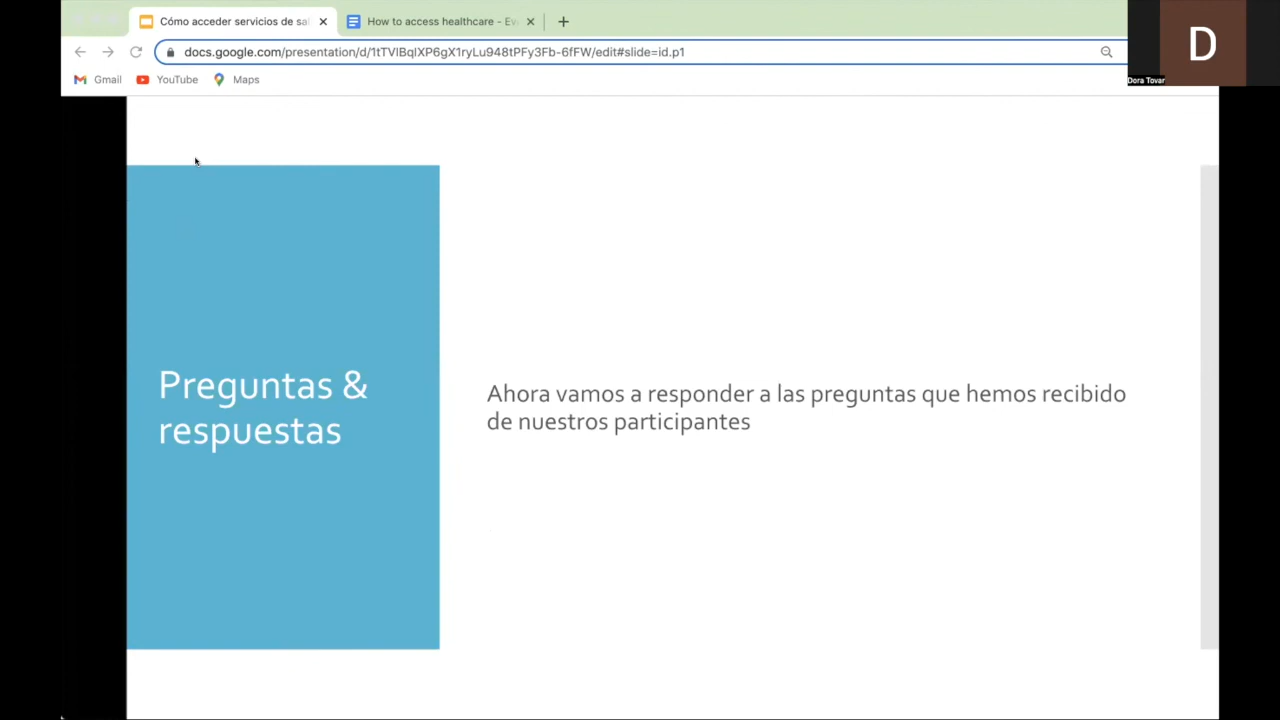 Cómo acceder servicios de sa
How to access healthcare - Ev
docs.google.com/presentation/d/1tTVlBqlXP6gX1ryLu948tPFy3Fb-6fFW/edit#slide=id.p1
Gmail
YouTube
Maps
D
Dora Tovar
Preguntas &
respuestas
Ahora vamos a responder a las preguntas que hemos recibido
de nuestros participantes